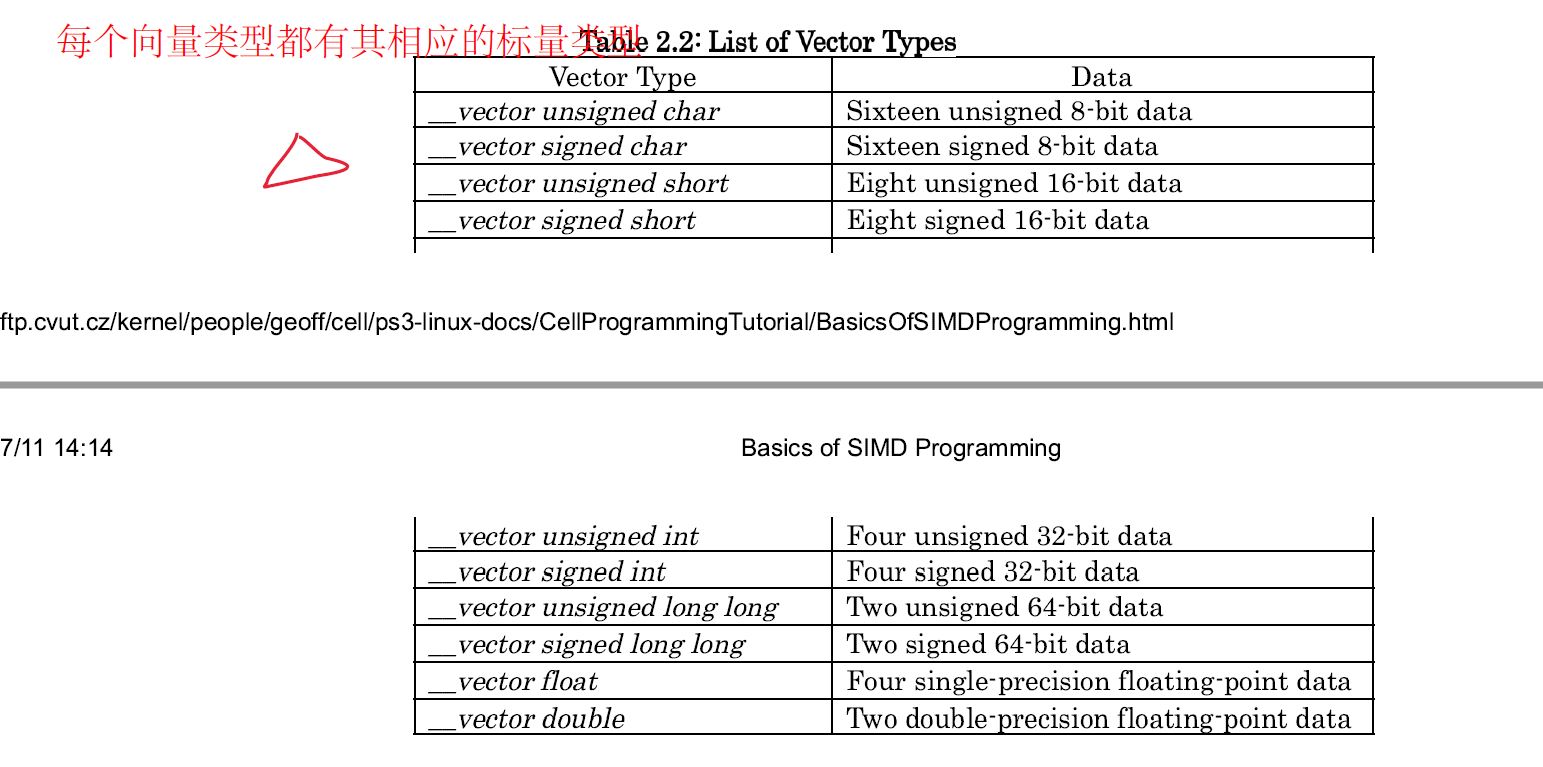 每个向量类型都有其相应的标量类型
Table 2.2: List of Vector Types
Vector Type Data
__vector unsigned char Sixteen unsigned 8-bit data
__vector signed char Sixteen signed 8-bit data
__vector unsigned short Eight unsigned 16-bit data
__vector signed short Eight signed 16-bit data
ftp.cvut.cz/kernel/people/geoff/cell/ps3-linux-docs/CellProgrammingTutorial/BasicsOfSIMDProgramming.html
7/11 14:14 Basics of SIMD Programming
__vector unsigned int Four unsigned 32-bit data
__vector signed int Four signed 32-bit data
__vector unsigned long long Two unsigned 64-bit data
__vector signed long long Two signed 64-bit data
__vector float Four single-precision floating-point data
__vector double Two double-precision floating-point data